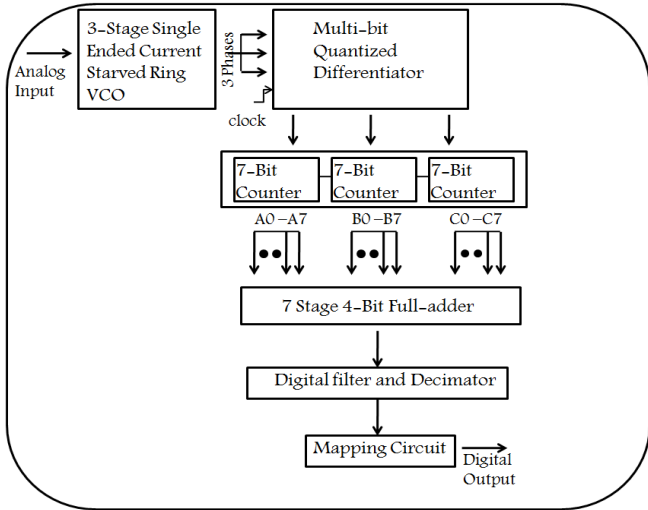 3-Stage Single
Ended Current
Starved Ring
VCO
Analog
Input
3 Phases
Multi-bit
Quantized
Differentiator
clock
7-Bit
Counter
7-Bit
Counter
7-Bit
Counter
A0-A7
B0-B7
C0-C7
7 Stage 4-Bit Full-adder
Digital filter and Decimator
Mapping Circuit
Digital
Output